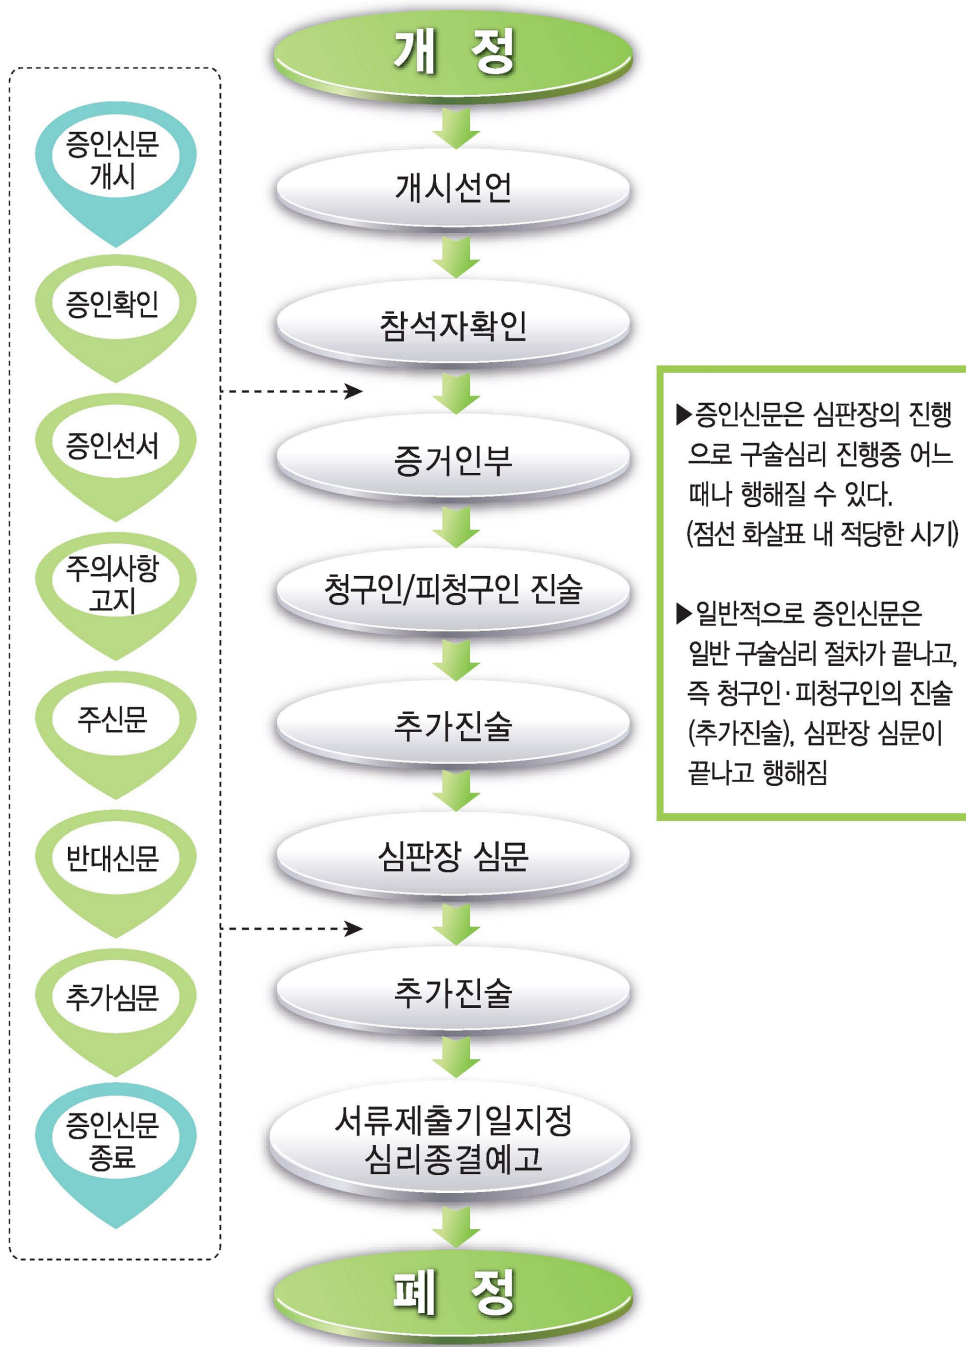 개 정
개시선언
참석자확인
증거인부
청구인/피청구인 진술
추가진술
심판장 심문
추가진술
서류제출기일지정
심리종결예고
폐 정
증인신문
개시
증인확인
증인선서
주의사항
고지
주신문
반대신문
추가심문
증인신문
종료
▶증인신문은 심판장의 진행
으로 구술심리 진행중 어느
때나 행해질 수 있다.
(점선 화살표 내 적당한 시기)
▶일반적으로 증인신문은
일반 구술심리 절차가 끝나고,
즉 청구인·피청구인의 진술
(추가진술), 심판장 심문이
끝나고 행해짐